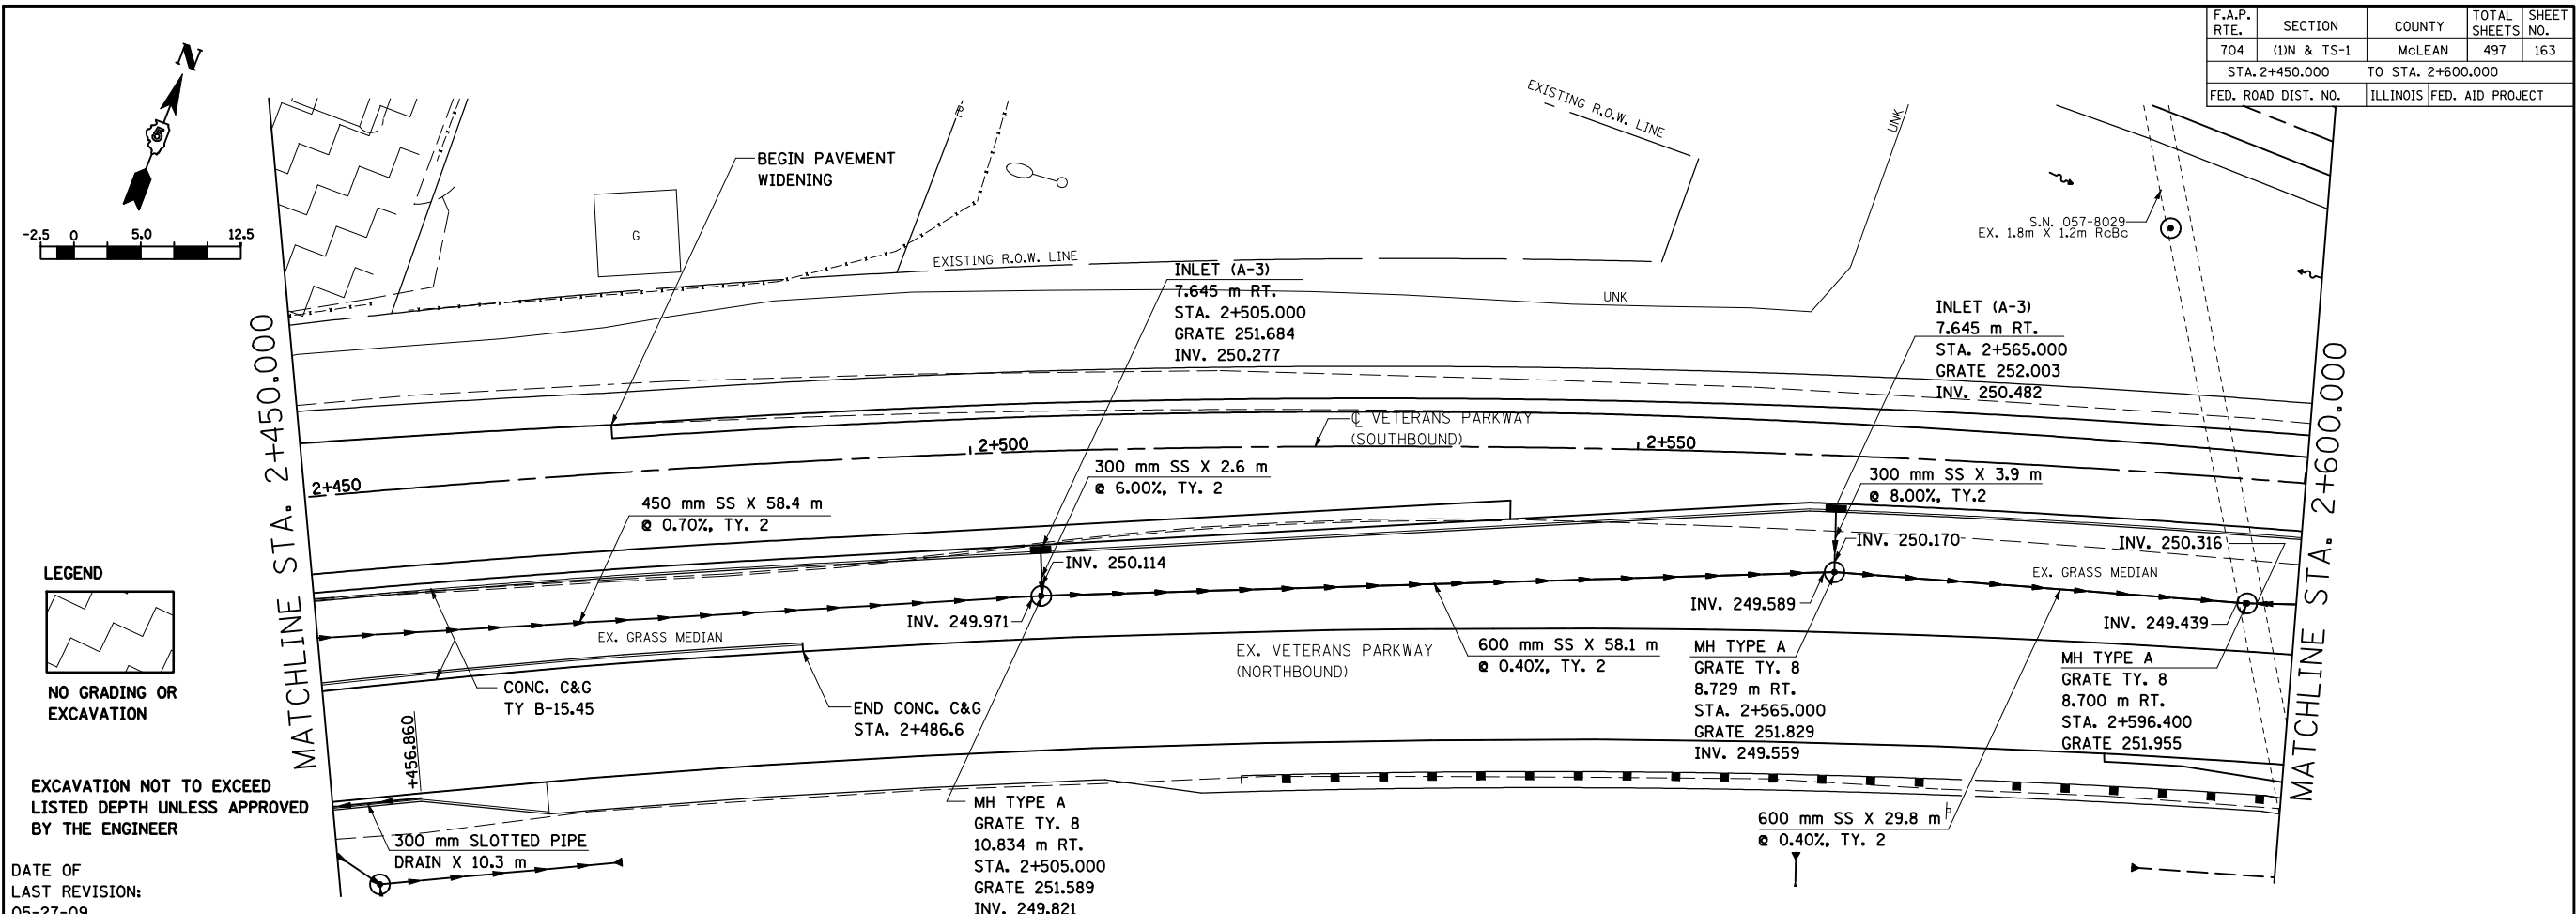 F.A.P. RTE. SECTION COUNTY TOTAL SHEETS SHEET NO.
704 (1)N & TS-1 McLEAN 497 163
STA. 2+450.000 TO STA. 2+600.000
FED. ROAD DIST. NO. ILLINOIS FED. AID PROJECT
N
5
-2.5 0 5.0 12.5
BEGIN PAVEMENT
WIDENING
G
EXISTING R.O.W. LINE
EXISTING R.O.W. LINE
UNK
UNK
S.N. 057-8029
EX. 1.8m X 1.2m RcBc
INLET (A-3)
7.645 m RT.
STA. 2+505.000
GRATE 251.684
INV. 250.277
INLET (A-3)
7.645 m RT.
STA. 2+565.000
GRATE 252.003
INV. 250.482
MATCHLINE STA. 2+450.000
MATCHLINE STA. 2+600.000
℄ VETERANS PARKWAY
(SOUTHBOUND)
2+450
2+500
2+550
450 mm SS X 58.4 m
@ 0.70%, TY. 2
300 mm SS X 2.6 m
@ 6.00%, TY. 2
300 mm SS X 3.9 m
@ 8.00%, TY.2
INV. 250.114
INV. 250.170
INV. 250.316
EX. GRASS MEDIAN
INV. 249.971
INV. 249.589
INV. 249.439
EX. GRASS MEDIAN
EX. VETERANS PARKWAY
(NORTHBOUND)
600 mm SS X 58.1 m
@ 0.40%, TY. 2
MH TYPE A
GRATE TY. 8
8.729 m RT.
STA. 2+565.000
GRATE 251.829
INV. 249.559
MH TYPE A
GRATE TY. 8
8.700 m RT.
STA. 2+596.400
GRATE 251.955
LEGEND
NO GRADING OR
EXCAVATION
CONC. C&G
TY B-15.45
END CONC. C&G
STA. 2+486.6
+456.860
EXCAVATION NOT TO EXCEED
LISTED DEPTH UNLESS APPROVED
BY THE ENGINEER
300 mm SLOTTED PIPE
DRAIN X 10.3 m
MH TYPE A
GRATE TY. 8
10.834 m RT.
STA. 2+505.000
GRATE 251.589
INV. 249.821
600 mm SS X 29.8 m
@ 0.40%, TY. 2
DATE OF
LAST REVISION:
05-27-09